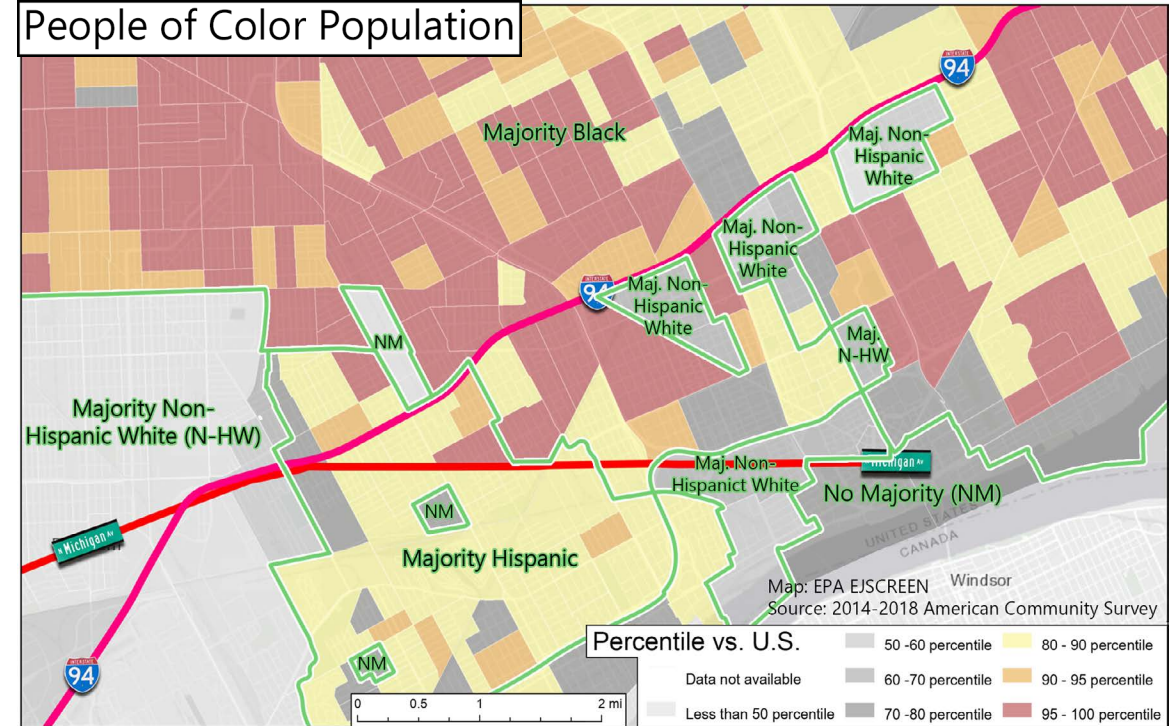 People of Color Population
INTERSTATE
94
Majority Black
Maj. Non-
Hispanic
White
Maj. Non-
Hispanic
White
INTERSTATE
94
Maj. Non-
Hispanic
White
NM
Maj.
N-HW
Majority Non-
Hispanic White (N-HW)
Maj. Non-
Hispanict White
Michigan Av
No Majority (NM)
NM
N Michigan Av
UNITED STATES
CANADA
Majority Hispanic
Windsor
Map: EPA EJSCREEN
Source: 2014-2018 American Community Survey
NM
INTERSTATE
94
Percentile vs. U.S.
Data not available
Less than 50 percentile
50 -60 percentile
60 -70 percentile
70 -80 percentile
80 - 90 percentile
90 - 95 percentile
95 - 100 percentile
0 0.5 1 2 mi